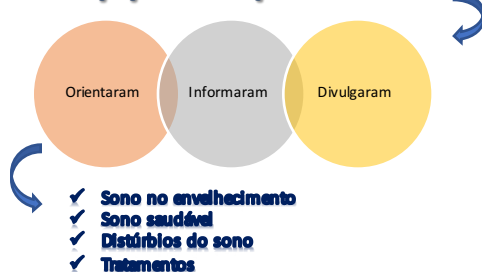 Orientaram Informaram Divulgaram
✓ Sono no envelhecimento
✓ Sono saudável
✓ Distúrbios do sono
✓ Tratamentos